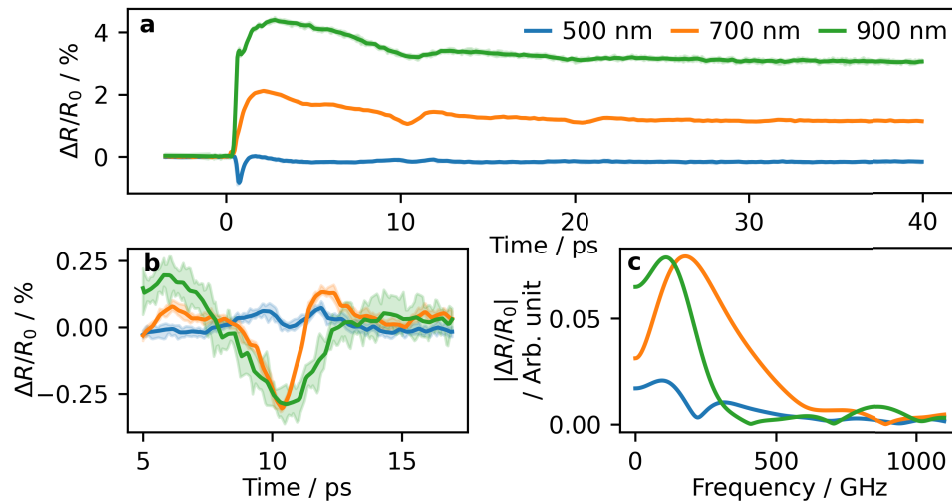 a
500 nm
700 nm
900 nm
ΔR/R₀ / %
4
2
0
0
10
20
30
40
Time / ps
b
ΔR/R₀ / %
0.25
0.00
−0.25
5
10
15
Time / ps
c
|ΔR/R₀|
/ Arb. unit
0.05
0.00
0
500
1000
Frequency / GHz